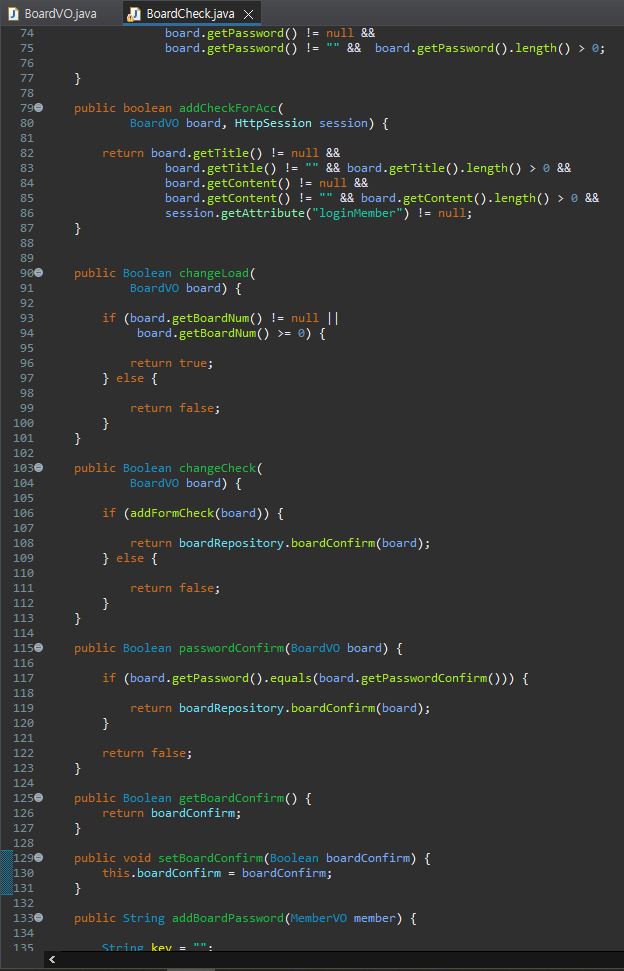 BoardVO.java BoardCheck.java
74 board.getPassword() != null &&
75 board.getPassword() != "" && board.getPassword().length() > 0;
76
77 }
78
79 public boolean addCheckForAcc(
80 BoardVO board, HttpSession session) {
81
82 return board.getTitle() != null &&
83 board.getTitle() != "" && board.getTitle().length() > 0 &&
84 board.getContent() != null &&
85 board.getContent() != "" && board.getContent().length() > 0 &&
86 session.getAttribute("loginMember") != null;
87 }
88
89
90 public Boolean changeLoad(
91 BoardVO board) {
92
93 if (board.getBoardNum() != null ||
94 board.getBoardNum() >= 0) {
95
96 return true;
97 } else {
98
99 return false;
100 }
101 }
102
103 public Boolean changeCheck(
104 BoardVO board) {
105
106 if (addFormCheck(board)) {
107
108 return boardRepository.boardConfirm(board);
109 } else {
110
111 return false;
112 }
113 }
114
115 public Boolean passwordConfirm(BoardVO board) {
116
117 if (board.getPassword().equals(board.getPasswordConfirm())) {
118
119 return boardRepository.boardConfirm(board);
120 }
121
122 return false;
123 }
124
125 public Boolean getBoardConfirm() {
126 return boardConfirm;
127 }
128
129 public void setBoardConfirm(Boolean boardConfirm) {
130 this.boardConfirm = boardConfirm;
131 }
132
133 public String addBoardPassword(MemberVO member) {
134
135 String key = "";